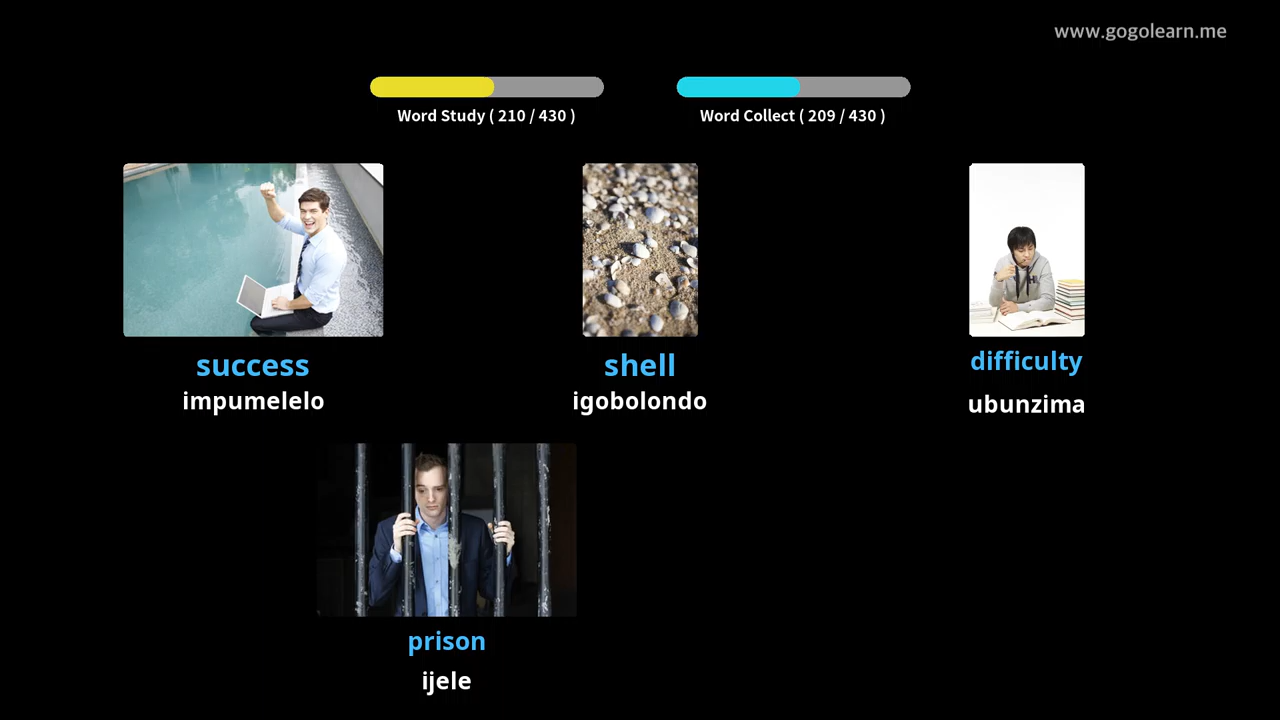 www.gogolearn.me
Word Study ( 210 / 430 )
Word Collect ( 209 / 430 )
success
impumelelo
shell
igobolondo
difficulty
ubunzima
prison
ijele